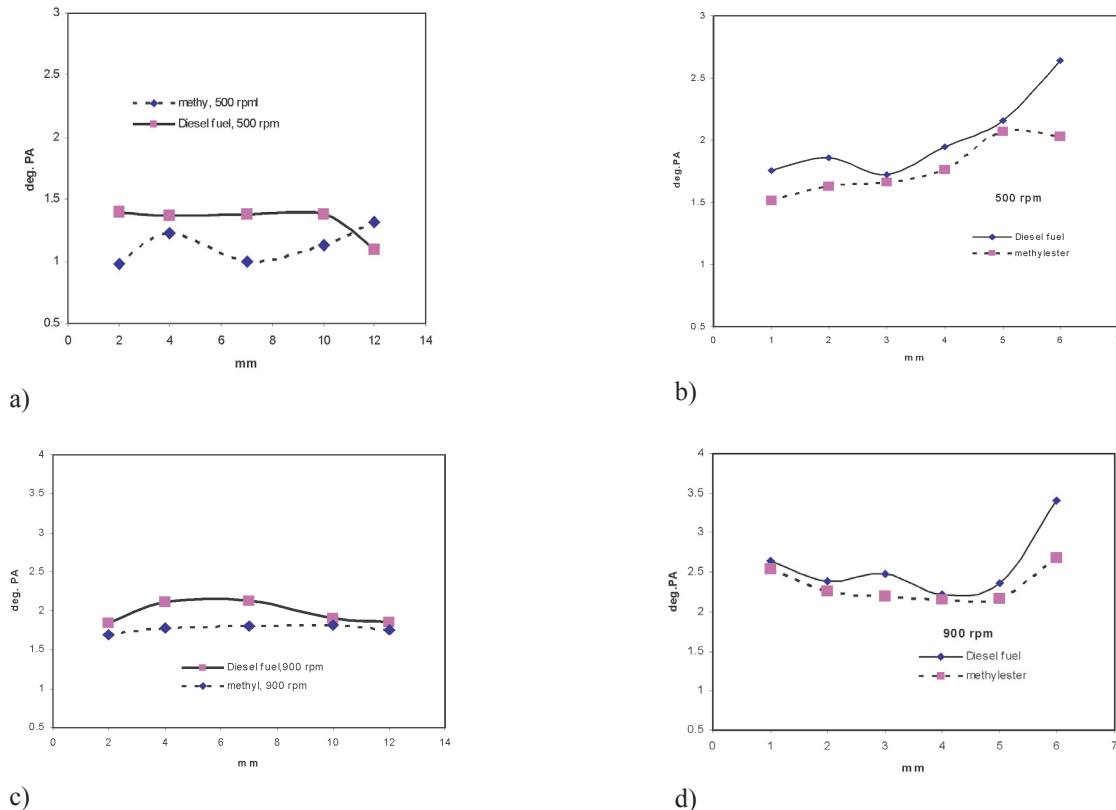 3
2.5
2
1.5
1
0.5
deg. PA
methy, 500 rpml
Diesel fuel, 500 rpm
0 2 4 6 8 10 12 14
mm
a)
3
2.5
2
1.5
1
0.5
deg.PA
500 rpm
Diesel fuel
methylester
0 1 2 3 4 5 6 7
mm
b)
4
3.5
3
2.5
2
1.5
1
0.5
deg. PA
Diesel fuel,900 rpm
methyl, 900 rpm
0 2 4 6 8 10 12 14
mm
c)
4
3.5
3
2.5
2
1.5
1
0.5
deg.PA
900 rpm
Diesel fuel
methylester
0 1 2 3 4 5 6 7
mm
d)